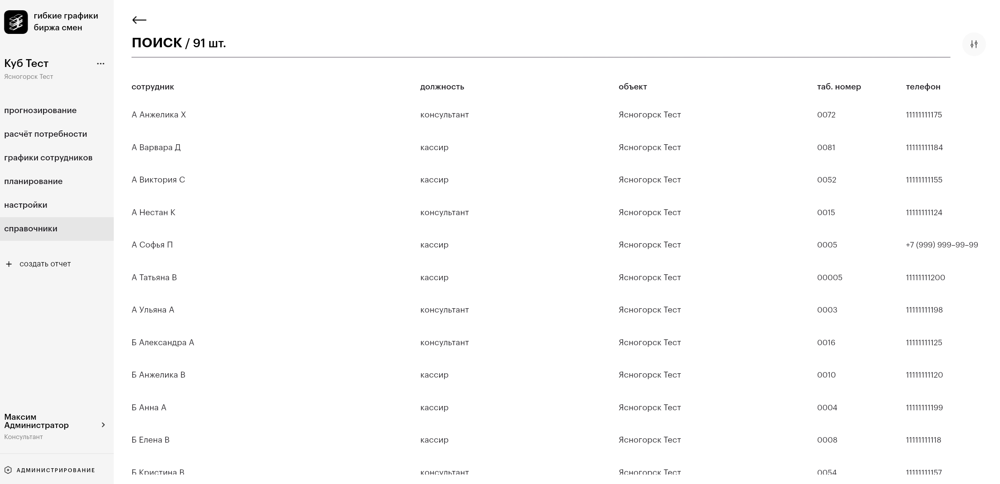 гибкие графики
биржа смен
Куб Тест
Ясногорск Тест
прогнозирование
расчёт потребности
графики сотрудников
планирование
настройки
справочники
+ создать отчет
Максим
Администратор
Консультант
АДМИНИСТРИРОВАНИЕ
ПОИСК / 91 шт.
сотрудник должность объект таб. номер телефон
А Анжелика Х консультант Ясногорск Тест 0072 11111111175
А Варвара Д кассир Ясногорск Тест 0081 11111111184
А Виктория С кассир Ясногорск Тест 0052 11111111155
А Нестан К консультант Ясногорск Тест 0015 11111111124
А Софья П кассир Ясногорск Тест 0005 +7 (999) 999-99-99
А Татьяна В кассир Ясногорск Тест 00005 11111111200
А Ульяна А консультант Ясногорск Тест 0003 11111111198
Б Александра А консультант Ясногорск Тест 0016 11111111125
Б Анжелика В кассир Ясногорск Тест 0010 11111111120
Б Анна А кассир Ясногорск Тест 0004 11111111199
Б Елена В кассир Ясногорск Тест 0008 11111111118
Б Кристина В консультант Ясногорск Тест 0054 11111111157